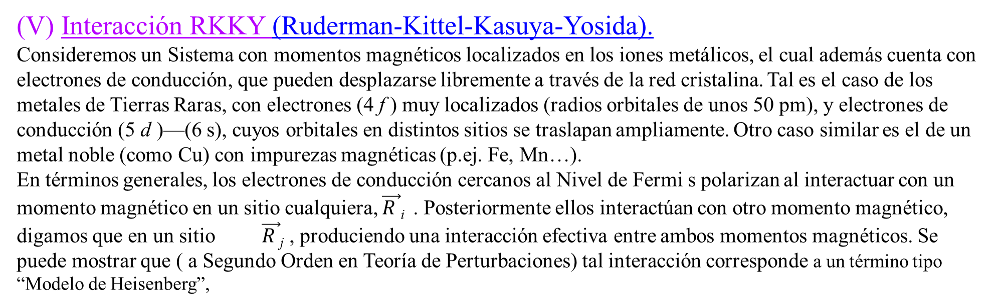 (V) Interacción RKKY (Ruderman-Kittel-Kasuya-Yosida).
Consideremos un Sistema con momentos magnéticos localizados en los iones metálicos, el cual además cuenta con
electrones de conducción, que pueden desplazarse libremente a través de la red cristalina. Tal es el caso de los
metales de Tierras Raras, con electrones (4 f ) muy localizados (radios orbitales de unos 50 pm), y electrones de
conducción (5 d )—(6 s), cuyos orbitales en distintos sitios se traslapan ampliamente. Otro caso similar es el de un
metal noble (como Cu) con impurezas magnéticas (p.ej. Fe, Mn…).
En términos generales, los electrones de conducción cercanos al Nivel de Fermi s polarizan al interactuar con un
momento magnético en un sitio cualquiera, $\overrightarrow{R}_i$ . Posteriormente ellos interactúan con otro momento magnético,
digamos que en un sitio $\overrightarrow{R}_j$ , produciendo una interacción efectiva entre ambos momentos magnéticos. Se
puede mostrar que ( a Segundo Orden en Teoría de Perturbaciones) tal interacción corresponde a un término tipo
“Modelo de Heisenberg”,